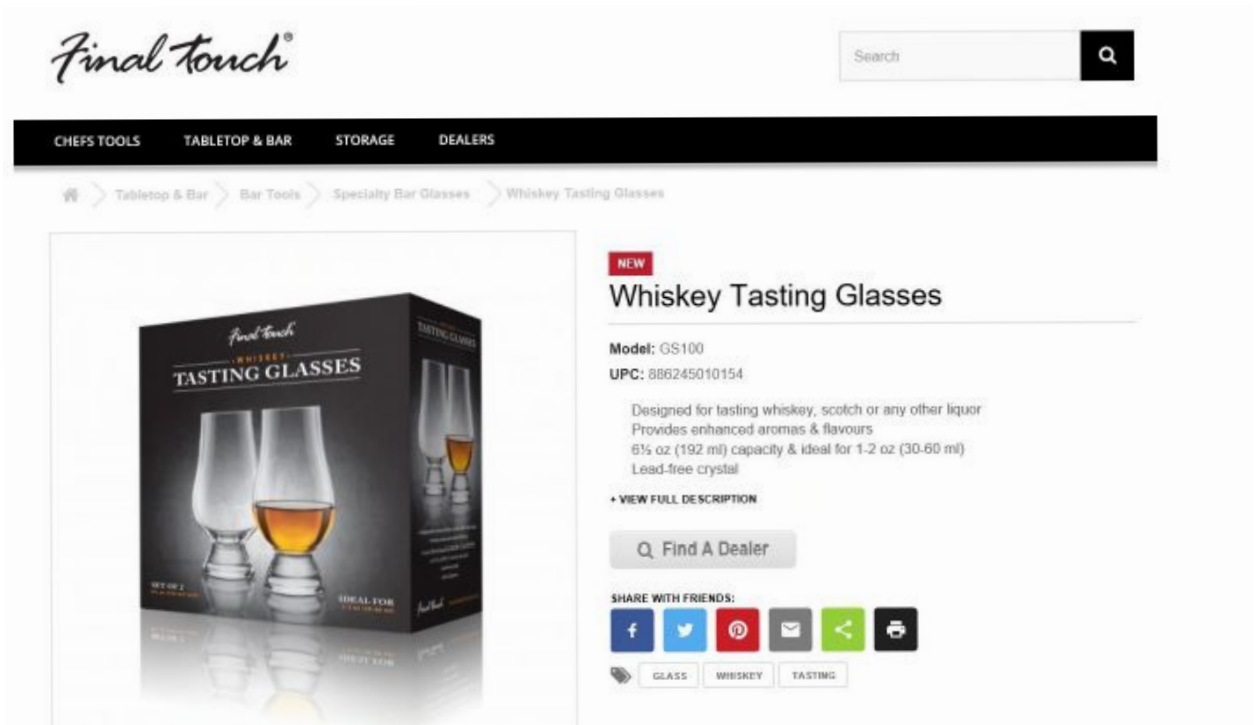 Final Touch®
Search
CHEFS TOOLS TABLETOP & BAR STORAGE DEALERS
Tabletop & Bar Bar Tools Specialty Bar Glasses Whiskey Tasting Glasses
NEW
Whiskey Tasting Glasses
Model: GS100
UPC: 886245010154
Designed for tasting whiskey, scotch or any other liquor
Provides enhanced aromas & flavours
6½ oz (192 ml) capacity & ideal for 1-2 oz (30-60 ml)
Lead-free crystal
+ VIEW FULL DESCRIPTION
Find A Dealer
SHARE WITH FRIENDS:
GLASS WHISKEY TASTING
Final Touch
WHISKEY
TASTING GLASSES
SET OF 2
IDEAL FOR
TASTING GLASSES
Final Touch